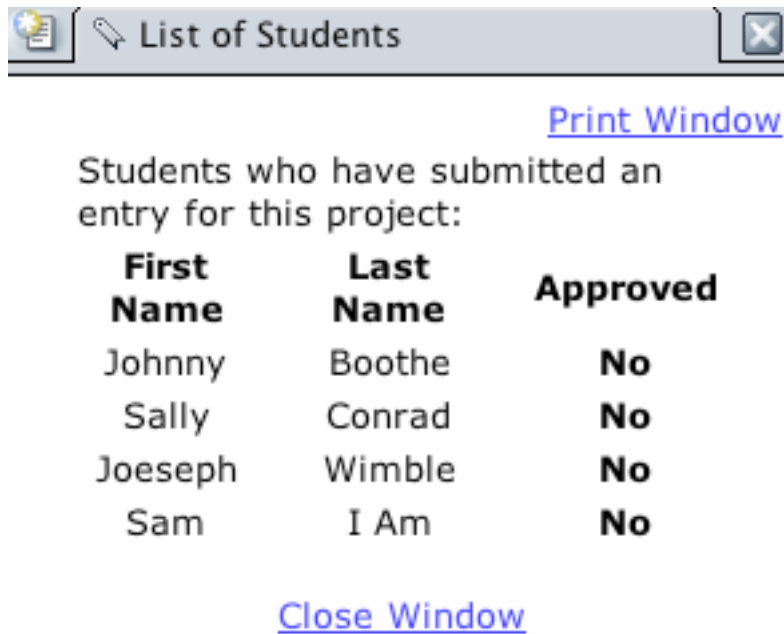 List of Students
Print Window
Students who have submitted an
entry for this project:
First Last
Name Name Approved
Johnny Boothe No
Sally Conrad No
Joeseph Wimble No
Sam I Am No
Close Window